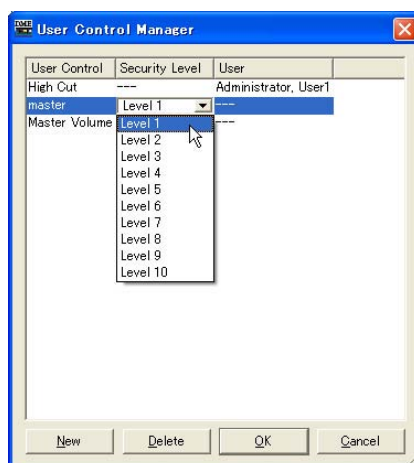 DME User Control Manager
User Control Security Level User
High Cut --- Administrator, User1
master Level 1 ---
Master Volume Level 1 ---
Level 2
Level 3
Level 4
Level 5
Level 6
Level 7
Level 8
Level 9
Level 10
New Delete OK Cancel